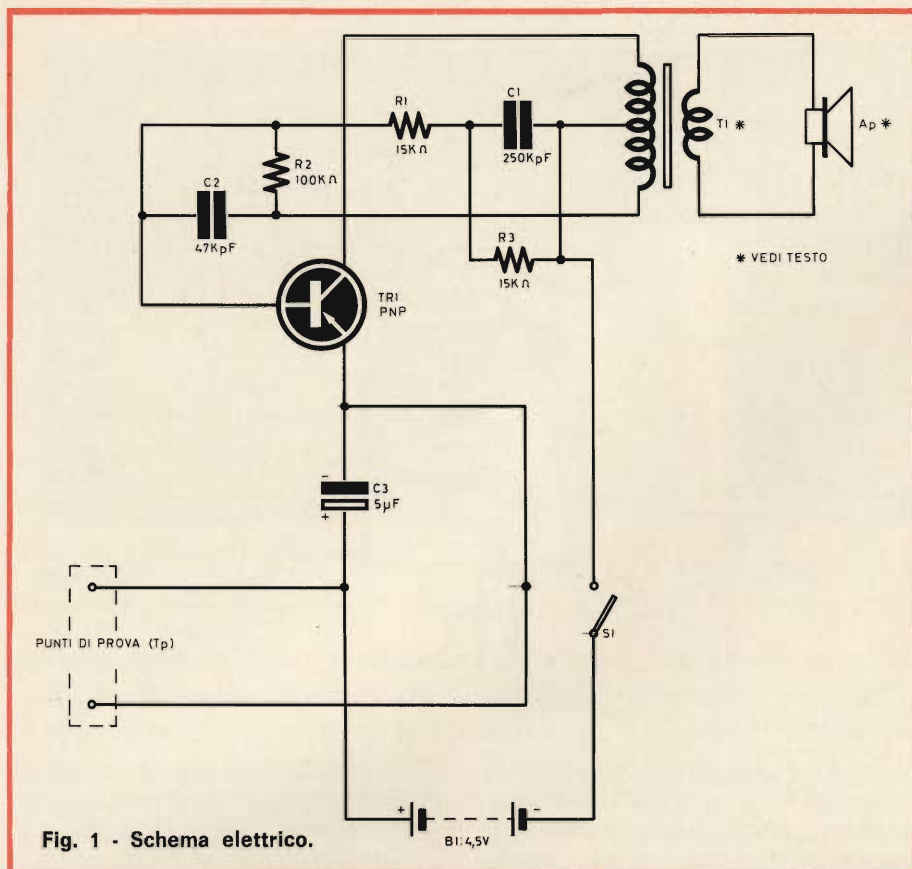 C1
R1
15KΩ
250KpF
T1 *
Ap *
R2
100KΩ
C2
47KpF
R3
15KΩ
* VEDI TESTO
TR1
PNP
-
C3
5µF
+
PUNTI DI PROVA (Tp)
S1
+
-
B1:4,5V
Fig. 1 - Schema elettrico.